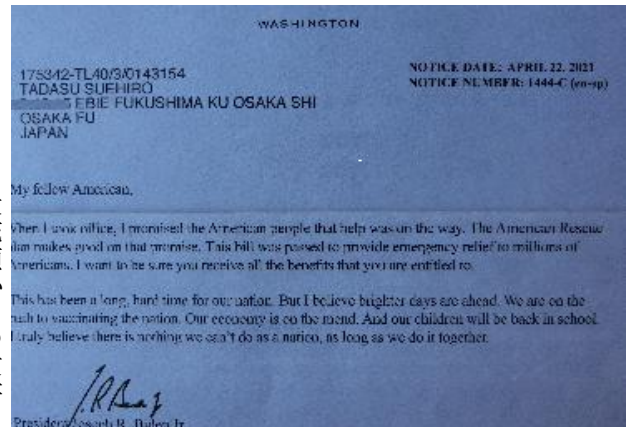 WASHINGTON
175342-TL40/3/0143154
TADASU SUEHIRO
EBIE FUKUSHIMA KU OSAKA SHI
OSAKA FU
JAPAN
NOTICE DATE: APRIL 22, 2021
NOTICE NUMBER: 1444-C (en-sp)
My fellow American,
When I took office, I promised the American people that help was on the way. The American Rescue
Plan makes good on that promise. This bill was passed to provide emergency relief to millions of
Americans. I want to be sure you receive all the benefits that you are entitled to.
This has been a long, hard time for our nation. But I believe brighter days are ahead. We are on the
path to vaccinating the nation. Our economy is on the mend. And our children will be back in school.
I truly believe there is nothing we can't do as a nation, as long as we do it together.
President Joseph R. Biden Jr.